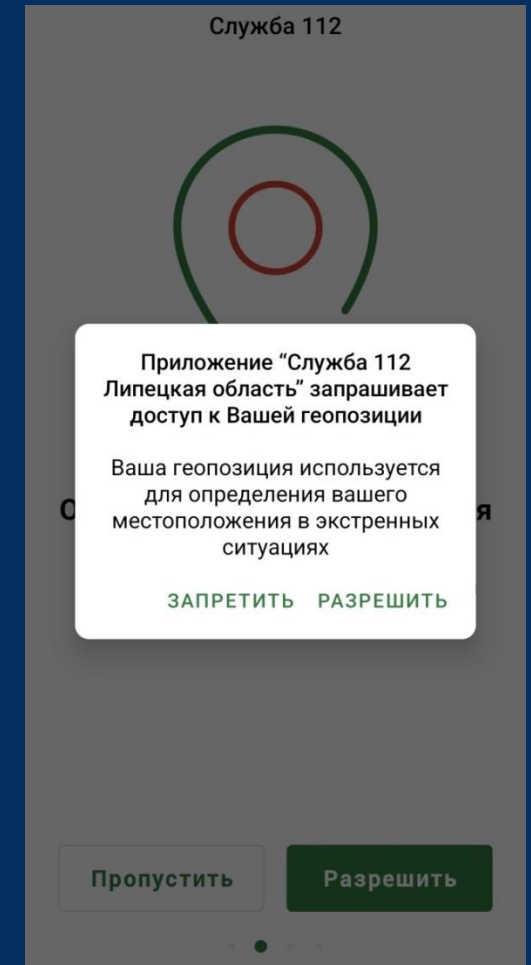 Служба 112
Приложение “Служба 112
Липецкая область” запрашивает
доступ к Вашей геопозиции
Ваша геопозиция используется
для определения вашего
местоположения в экстренных
ситуациях
ЗАПРЕТИТЬ РАЗРЕШИТЬ
Пропустить Разрешить